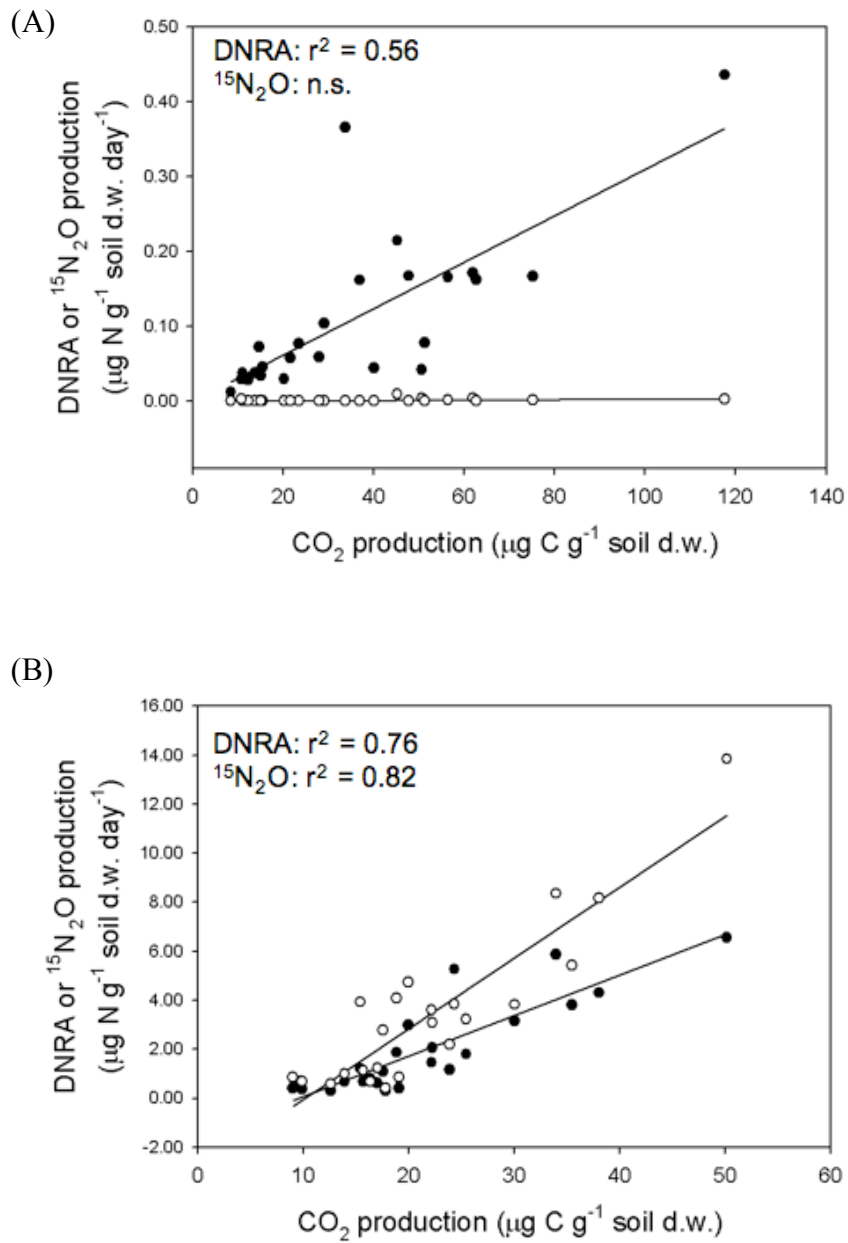 (A)
DNRA: r² = 0.56
¹⁵N₂O: n.s.
DNRA or ¹⁵N₂O production
(µg N g⁻¹ soil d.w. day⁻¹)
0.50
0.40
0.30
0.20
0.10
0.00
0 20 40 60 80 100 120 140
CO₂ production (µg C g⁻¹ soil d.w.)
(B)
DNRA: r² = 0.76
¹⁵N₂O: r² = 0.82
DNRA or ¹⁵N₂O production
(µg N g⁻¹ soil d.w. day⁻¹)
16.00
14.00
12.00
10.00
8.00
6.00
4.00
2.00
0.00
-2.00
0 10 20 30 40 50 60
CO₂ production (µg C g⁻¹ soil d.w.)